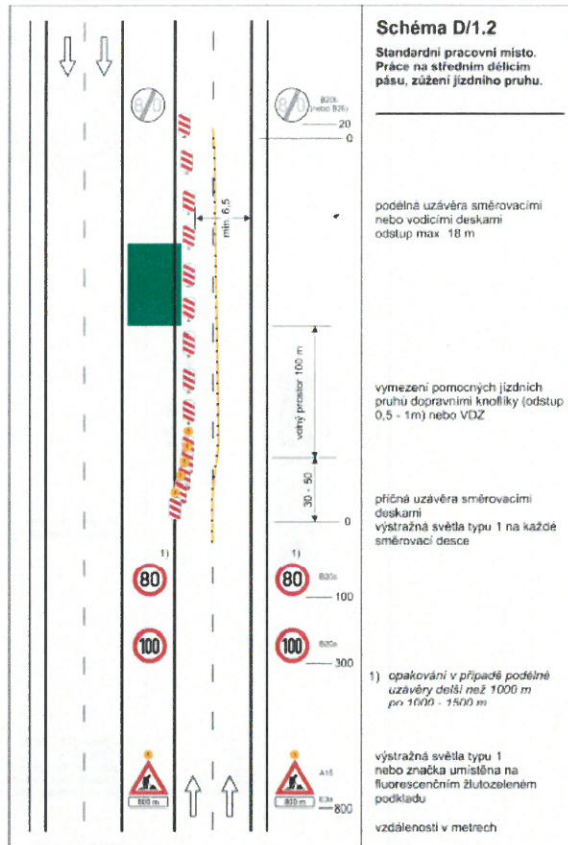 Schéma D/1.2
Standardní pracovní místo.
Práce na středním dělicím
pásu, zúžení jízdního pruhu.
80
80
B20b
(nebo B26)
20
0
min. 6,5
podélná uzávěra směrovacími
nebo vodicími deskami
odstup max. 18 m
volný prostor 100 m
vymezení pomocných jízdních
pruhů dopravními knoflíky (odstup
0,5 - 1m) nebo VDZ
30 - 50
0
příčná uzávěra směrovacími
deskami
výstražná světla typu 1 na každé
směrovací desce
1)
1)
80
80
B20a
100
100
100
B20a
300
1) opakování v případě podélné
uzávěry delší než 1000 m
po 1000 - 1500 m
výstražná světla typu 1
nebo značka umístěna na
fluorescenčním žlutozeleném
podkladu
A15
800 m
800 m
E3a
800
vzdálenosti v metrech